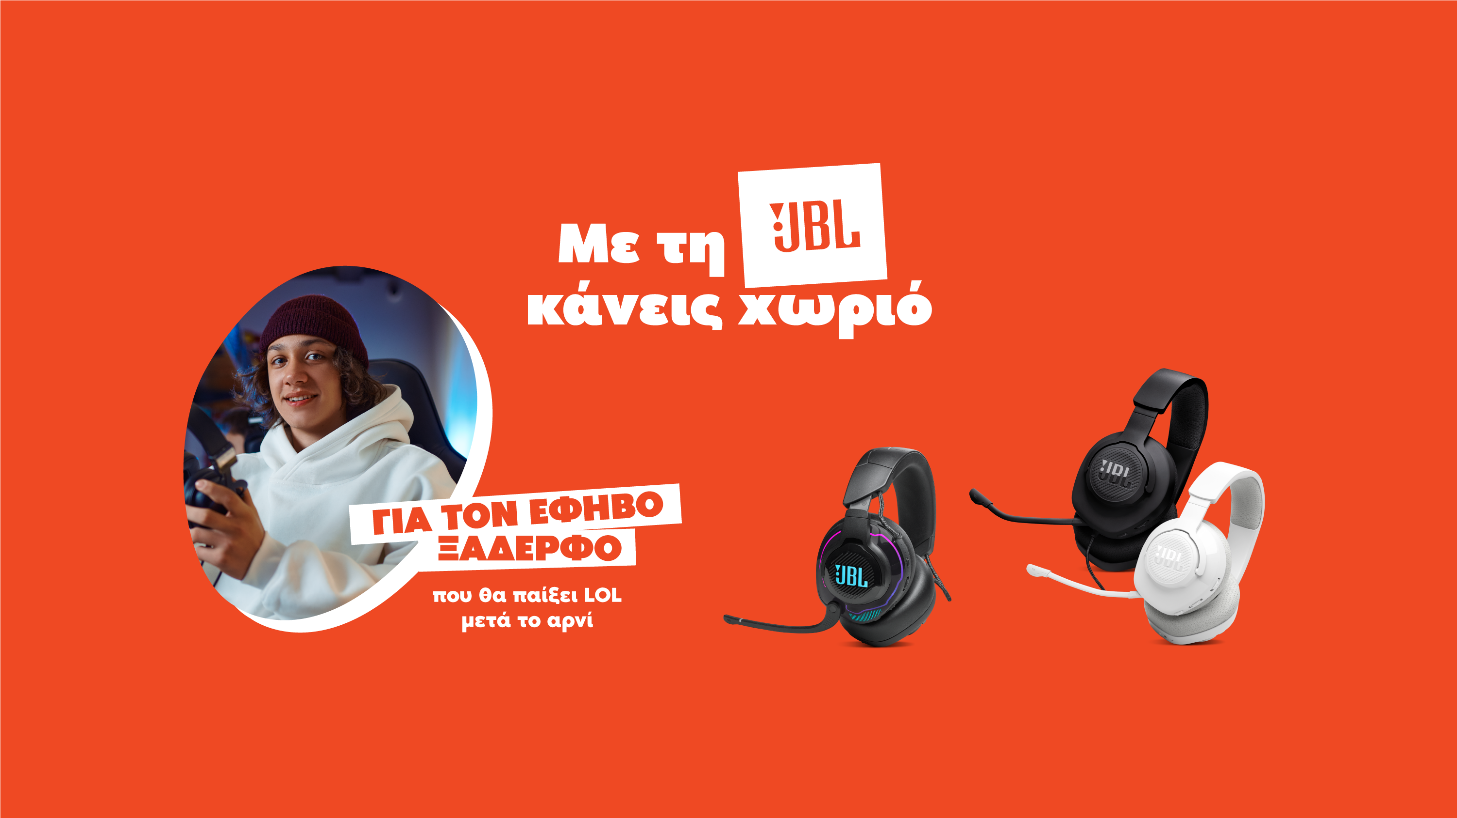 Με τη JBL
κάνεις χωριό
ΓΙΑ ΤΟΝ ΕΦΗΒΟ
ΞΑΔΕΡΦΟ
που θα παίξει LOL
μετά το αρνί
JBL
JBL
JBL